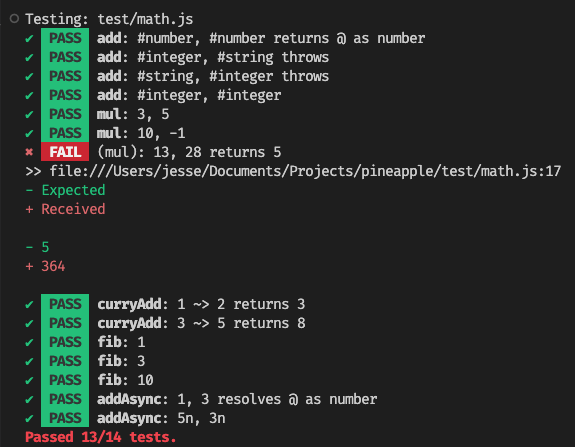 Testing: test/math.js
✔ PASS add: #number, #number returns @ as number
✔ PASS add: #integer, #string throws
✔ PASS add: #string, #integer throws
✔ PASS add: #integer, #integer
✔ PASS mul: 3, 5
✔ PASS mul: 10, -1
✖ FAIL (mul): 13, 28 returns 5
>> file:///Users/jesse/Documents/Projects/pineapple/test/math.js:17
- Expected
+ Received
- 5
+ 364
✔ PASS curryAdd: 1 ~> 2 returns 3
✔ PASS curryAdd: 3 ~> 5 returns 8
✔ PASS fib: 1
✔ PASS fib: 3
✔ PASS fib: 10
✔ PASS addAsync: 1, 3 resolves @ as number
✔ PASS addAsync: 5n, 3n
Passed 13/14 tests.